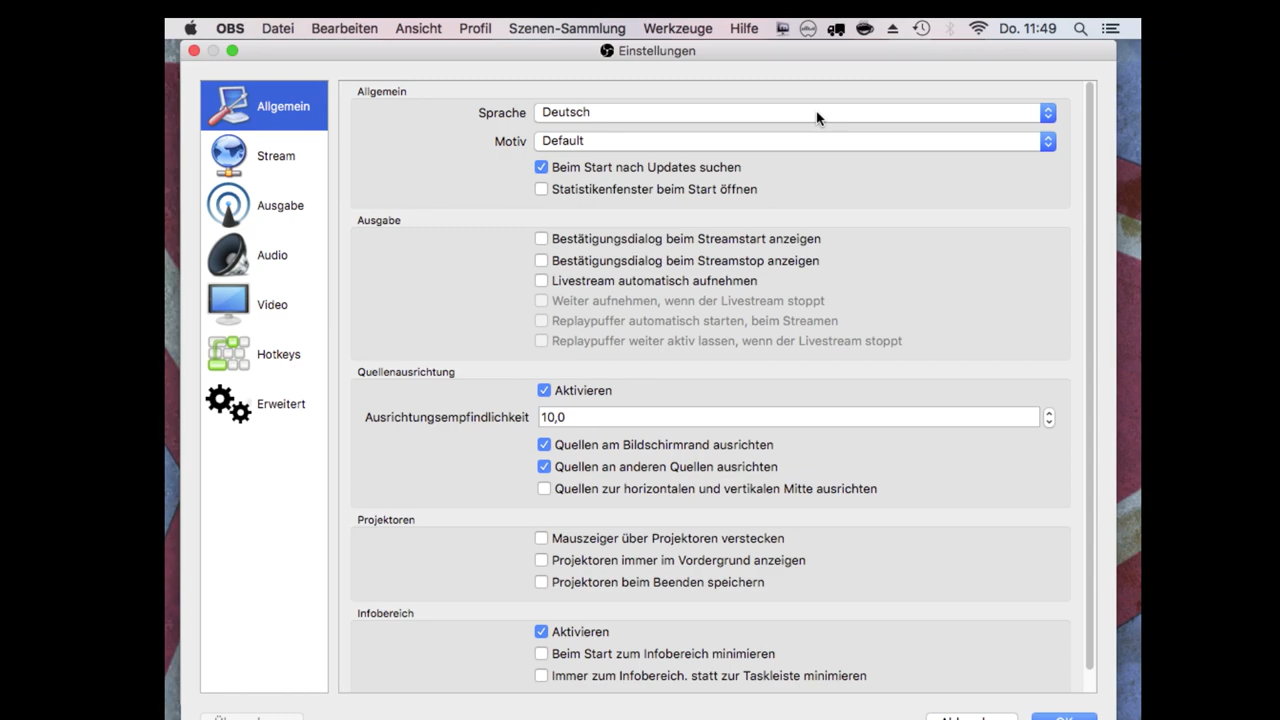 OBS Datei Bearbeiten Ansicht Profil Szenen-Sammlung Werkzeuge Hilfe Do. 11:49
Einstellungen
Allgemein
Stream
Ausgabe
Audio
Video
Hotkeys
Erweitert
Allgemein
Sprache Deutsch
Motiv Default
Beim Start nach Updates suchen
Statistikenfenster beim Start öffnen
Ausgabe
Bestätigungsdialog beim Streamstart anzeigen
Bestätigungsdialog beim Streamstop anzeigen
Livestream automatisch aufnehmen
Weiter aufnehmen, wenn der Livestream stoppt
Replaypuffer automatisch starten, beim Streamen
Replaypuffer weiter aktiv lassen, wenn der Livestream stoppt
Quellenausrichtung
Aktivieren
Ausrichtungsempfindlichkeit 10,0
Quellen am Bildschirmrand ausrichten
Quellen an anderen Quellen ausrichten
Quellen zur horizontalen und vertikalen Mitte ausrichten
Projektoren
Mauszeiger über Projektoren verstecken
Projektoren immer im Vordergrund anzeigen
Projektoren beim Beenden speichern
Infobereich
Aktivieren
Beim Start zum Infobereich minimieren
Immer zum Infobereich. statt zur Taskleiste minimieren